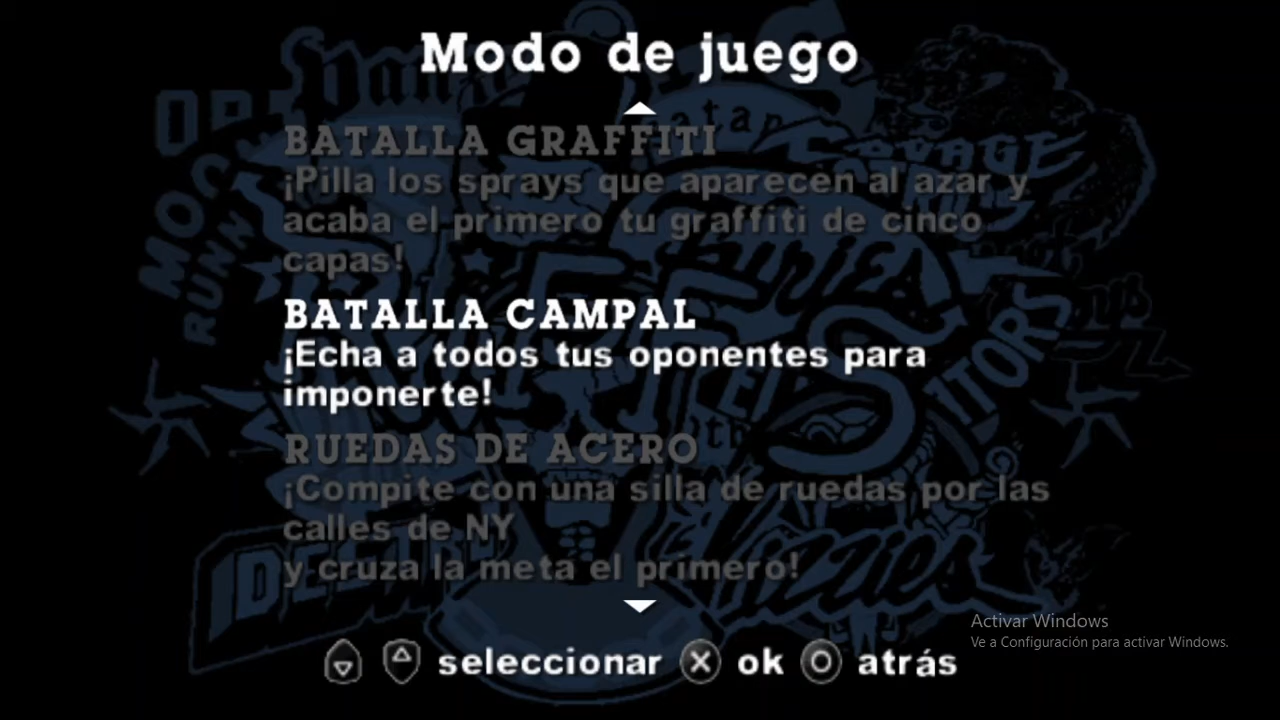 Modo de juego
BATALLA GRAFFITI
¡Pilla los sprays que aparecen al azar y
acaba el primero tu graffiti de cinco
capas!
BATALLA CAMPAL
¡Echa a todos tus oponentes para
imponerte!
RUEDAS DE ACERO
¡Compite con una silla de ruedas por las
calles de NY
y cruza la meta el primero!
Activar Windows
Ve a Configuración para activar Windows.
seleccionar X ok O atrás